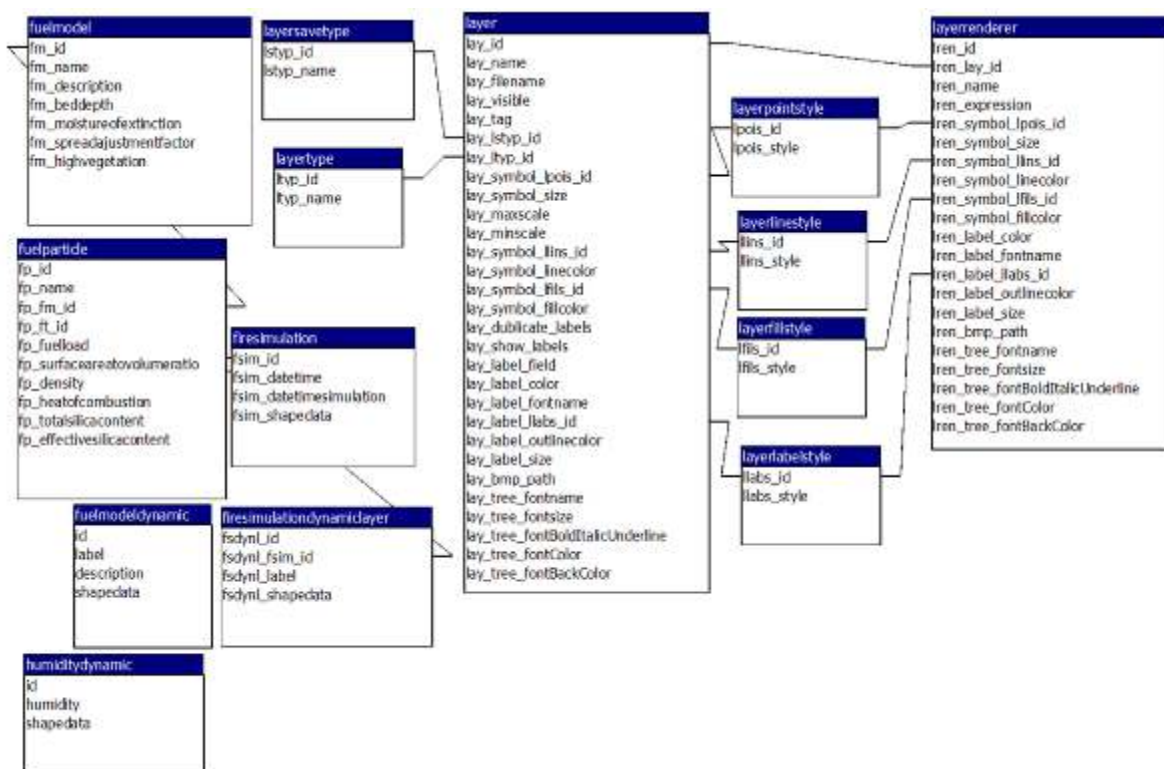 fuelmodel
fm_id
fm_name
fm_description
fm_beddepth
fm_moistureofextinction
fm_spreadajustmentfactor
fm_highvegetation
layersavetype
lstyp_id
lstyp_name
layertype
ltyp_id
ltyp_name
fuelparticle
fp_id
fp_name
fp_fm_id
fp_ft_id
fp_fuelload
fp_surfaceareatovolumeratio
fp_density
fp_heatofcombustion
fp_totalsilicacontent
fp_effectivesilicacontent
firesimulation
fsim_id
fsim_datetime
fsim_datetimesimulation
fsim_shapedata
fuelmodeldynamic
id
label
description
shapedata
firesimulationdynamiclayer
fsdynl_id
fsdynl_fsim_id
fsdynl_label
fsdynl_shapedata
humiditydynamic
id
humidity
shapedata
layer
lay_id
lay_name
lay_filename
lay_visible
lay_tag
lay_lstyp_id
lay_ltyp_id
lay_symbol_lpois_id
lay_symbol_size
lay_maxscale
lay_minscale
lay_symbol_llins_id
lay_symbol_linecolor
lay_symbol_lfils_id
lay_symbol_fillcolor
lay_dublicate_labels
lay_show_labels
lay_label_field
lay_label_color
lay_label_fontname
lay_label_llabs_id
lay_label_outlinecolor
lay_label_size
lay_bmp_path
lay_tree_fontname
lay_tree_fontsize
lay_tree_fontBoldItalicUnderline
lay_tree_fontColor
lay_tree_fontBackColor
layerpointstyle
lpois_id
lpois_style
layerlinestyle
llins_id
llins_style
layerfillstyle
lfils_id
lfils_style
layerlabelstyle
llabs_id
llabs_style
layerrenderer
lren_id
lren_lay_id
lren_name
lren_expression
lren_symbol_lpois_id
lren_symbol_size
lren_symbol_llins_id
lren_symbol_linecolor
lren_symbol_lfils_id
lren_symbol_fillcolor
lren_label_color
lren_label_fontname
lren_label_llabs_id
lren_label_outlinecolor
lren_label_size
lren_bmp_path
lren_tree_fontname
lren_tree_fontsize
lren_tree_fontBoldItalicUnderline
lren_tree_fontColor
lren_tree_fontBackColor